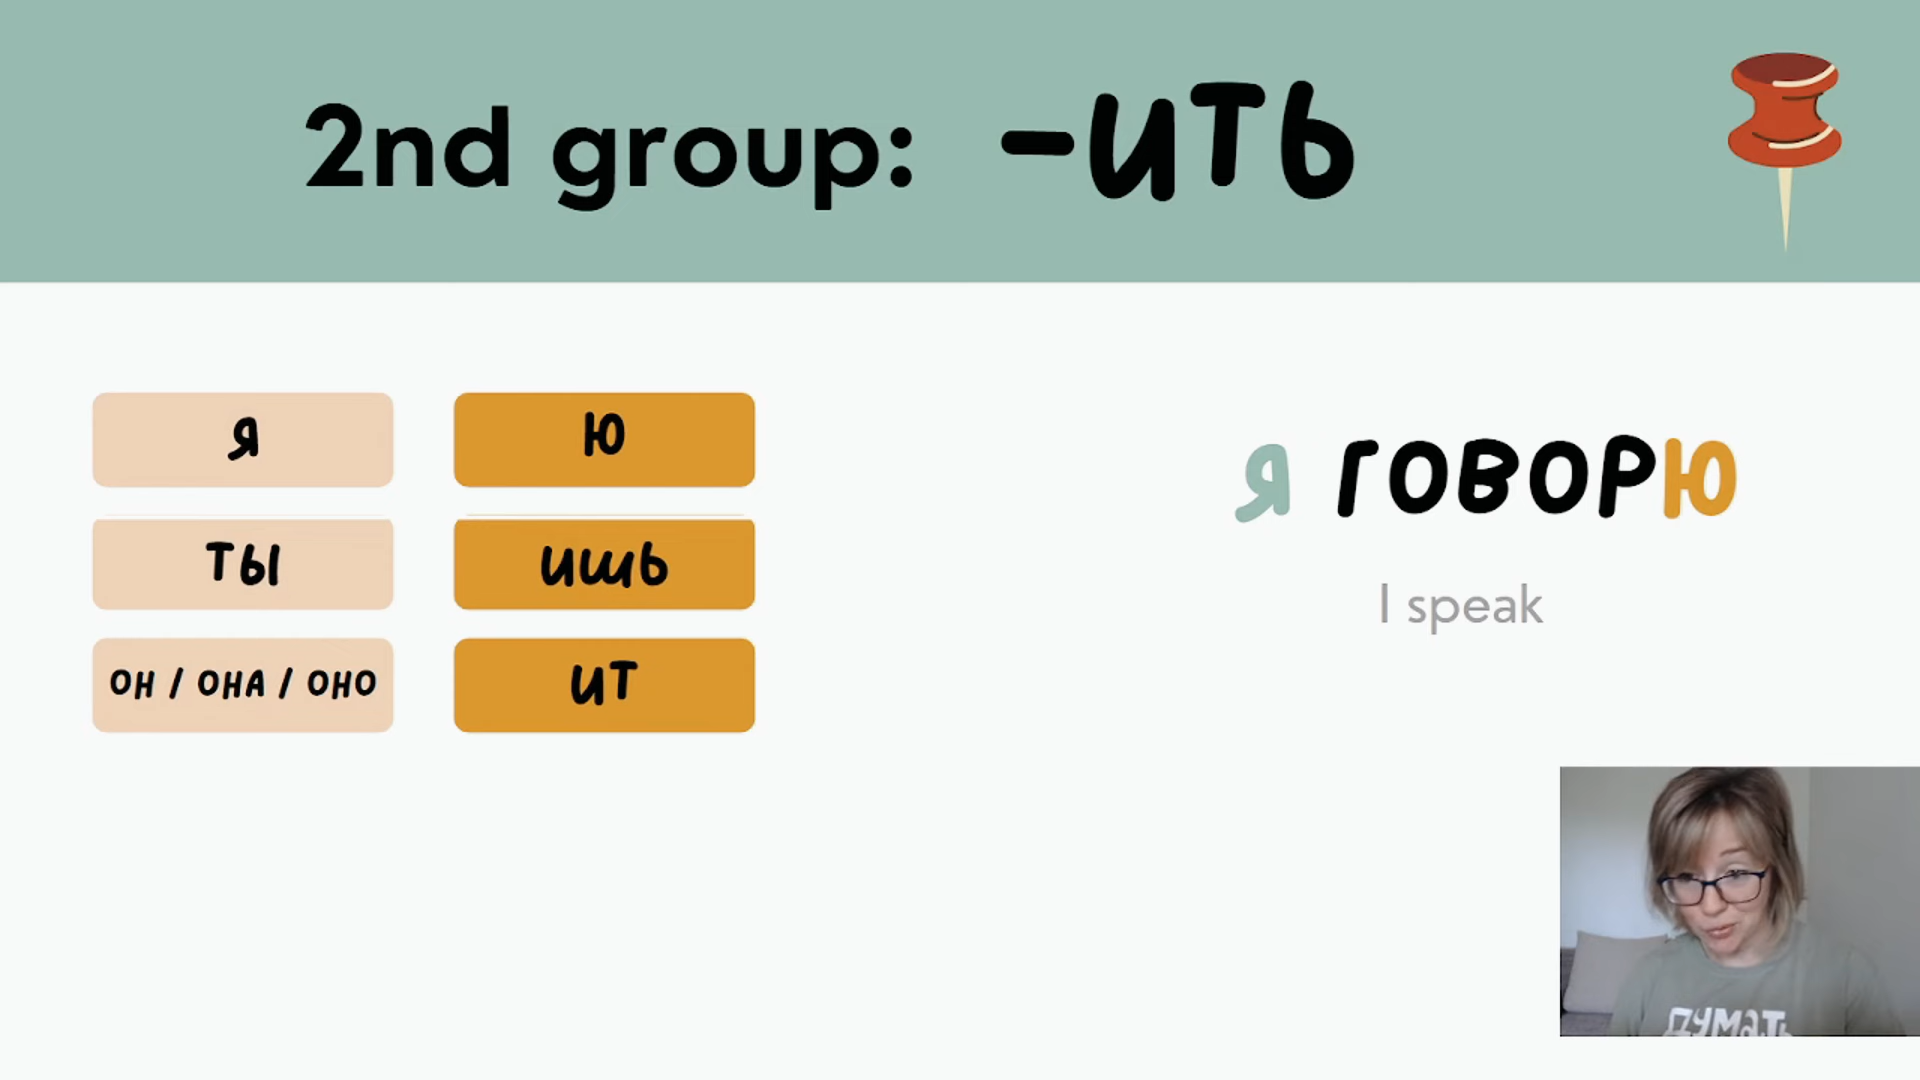 2nd group: -ить
я ю
ты ишь
он / она / оно ит
я говорю
I speak
думать